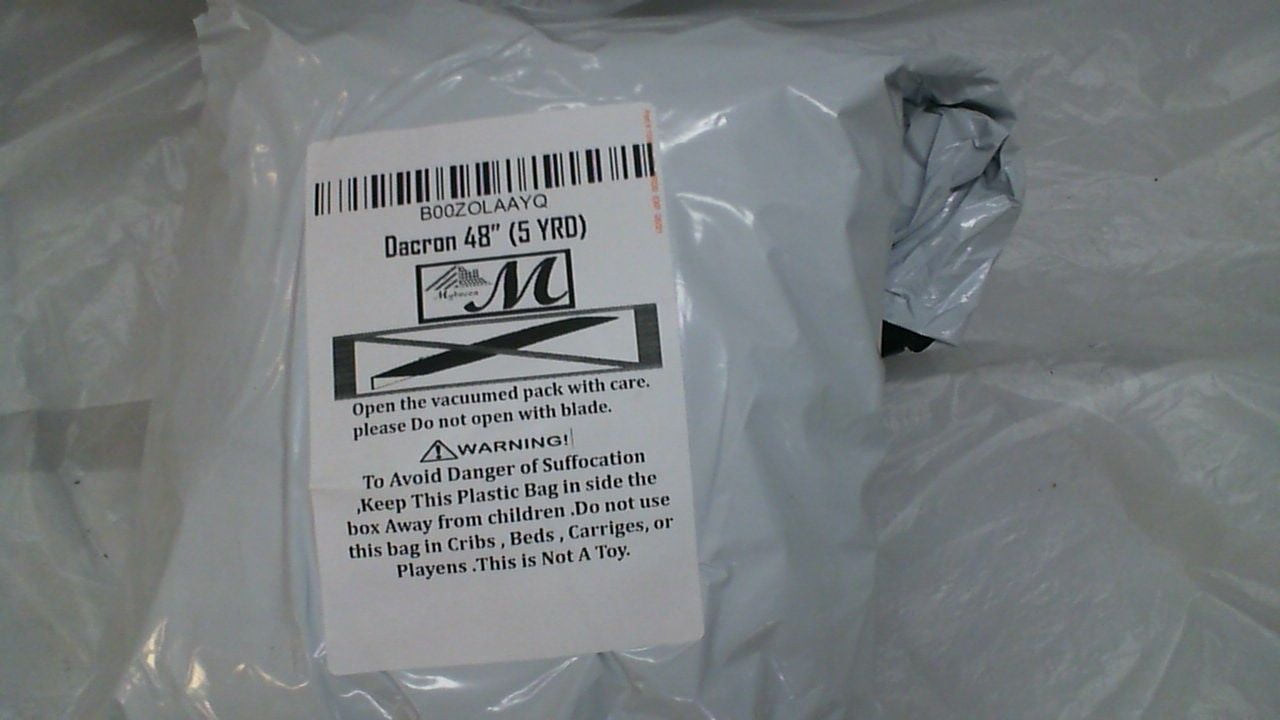 B00ZOLAAYQ
Dacron 48" (5 YRD)
M
Open the vacuumed pack with care.
please Do not open with blade.
WARNING!
To Avoid Danger of Suffocation
,Keep This Plastic Bag in side the
box Away from children .Do not use
this bag in Cribs , Beds , Carriges, or
Playens .This is Not A Toy.